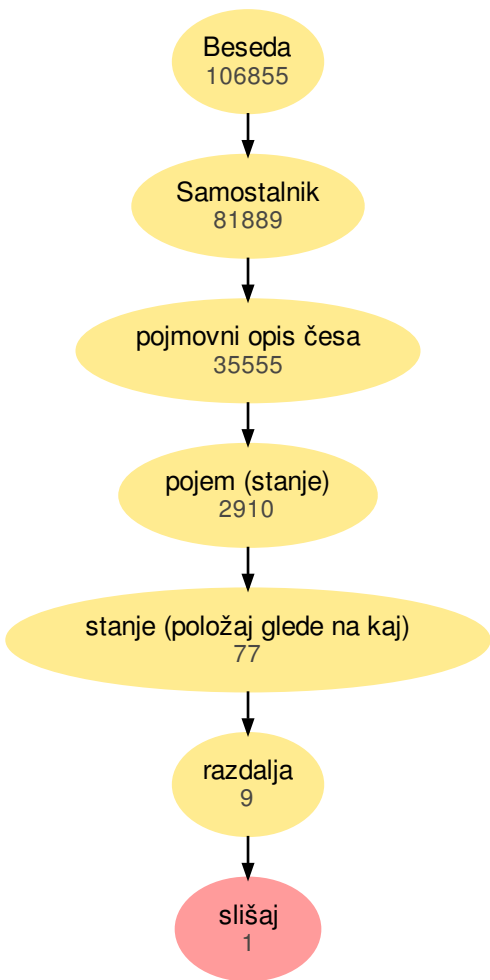 Beseda
106855
Samostalnik
81889
pojmovni opis česa
35555
pojem (stanje)
2910
stanje (položaj glede na kaj)
77
razdalja
9
slišaj
1